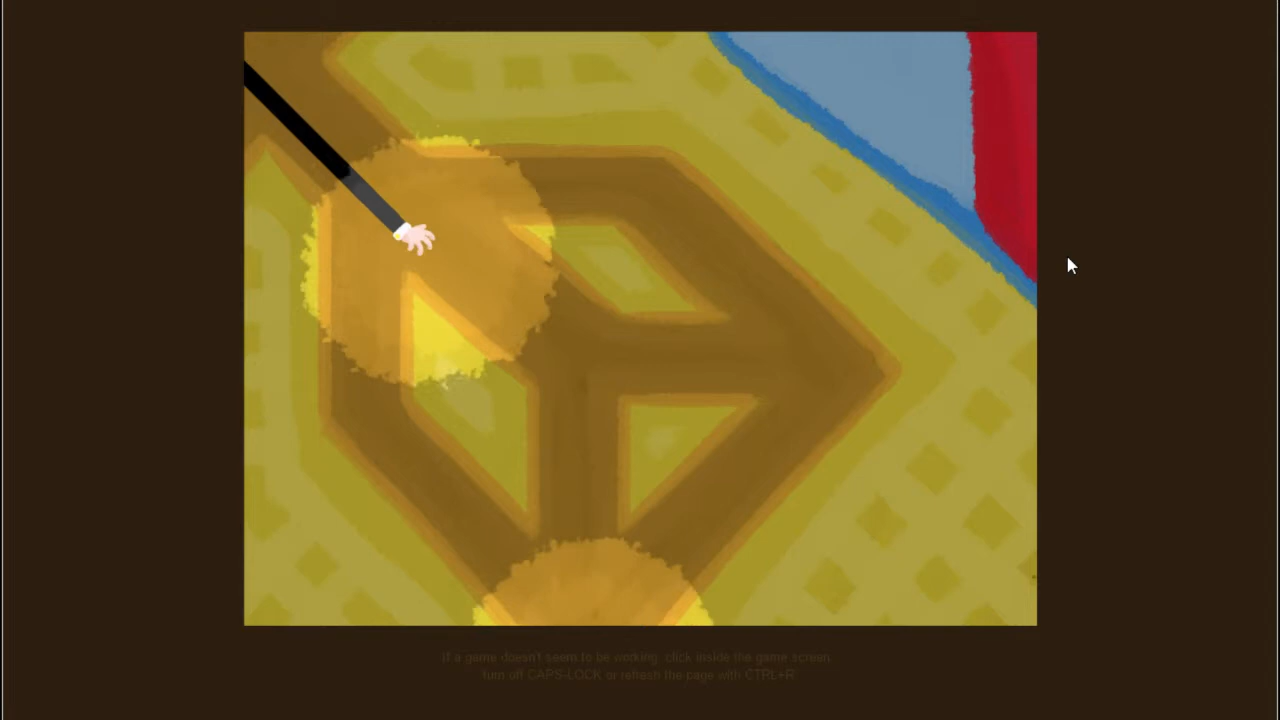 If a game doesn't seem to be working, click inside the game screen,
turn off CAPS-LOCK or refresh the page with CTRL+R